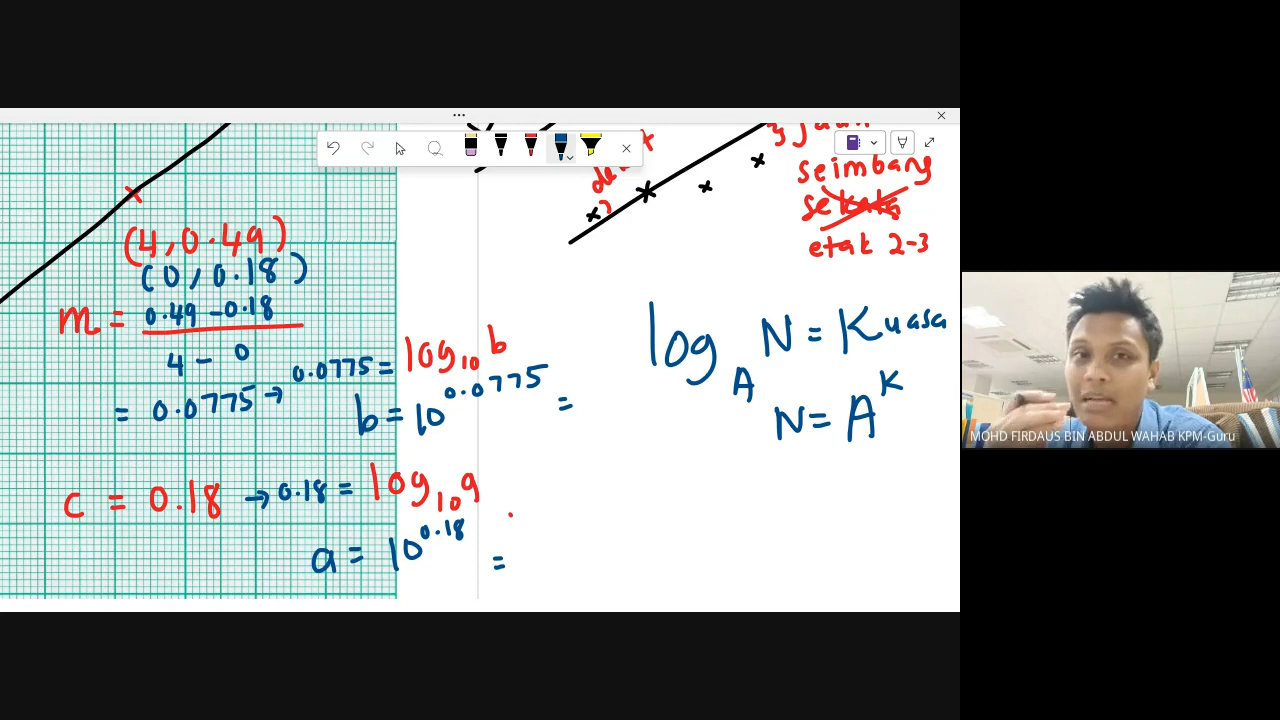 (4, 0.49)
(0, 0.18)
m = 0.49 - 0.18
4 - 0
= 0.0775 → 0.0775 = log10 b
b = 10^0.0775 =
c = 0.18 → 0.18 = log10 a
a = 10^0.18 =
seimbang
sekata
etak 2-3
logA N = Kuasa
N = A^K
MOHD FIRDAUS BIN ABDUL WAHAB KPM-Guru